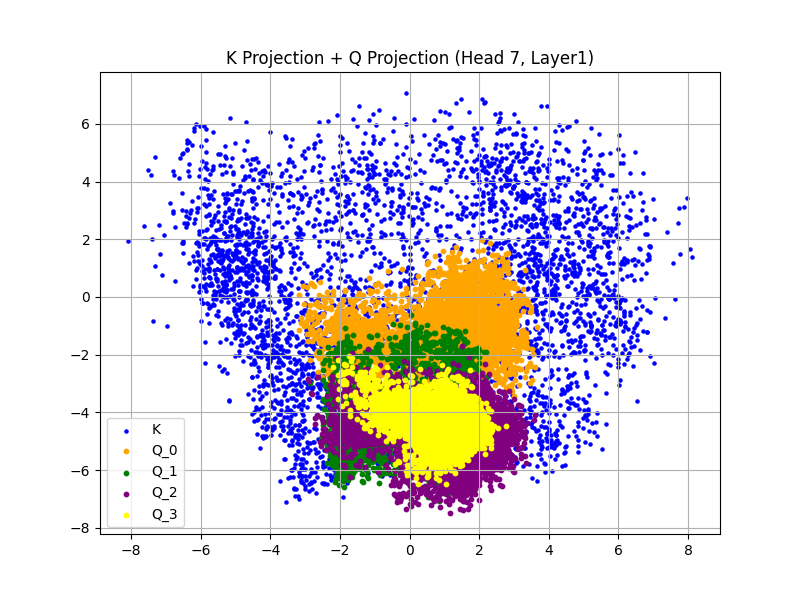 K Projection + Q Projection (Head 7, Layer1)
6
4
2
0
−2
−4
−6
−8
K
Q_0
Q_1
Q_2
Q_3
−8 −6 −4 −2 0 2 4 6 8